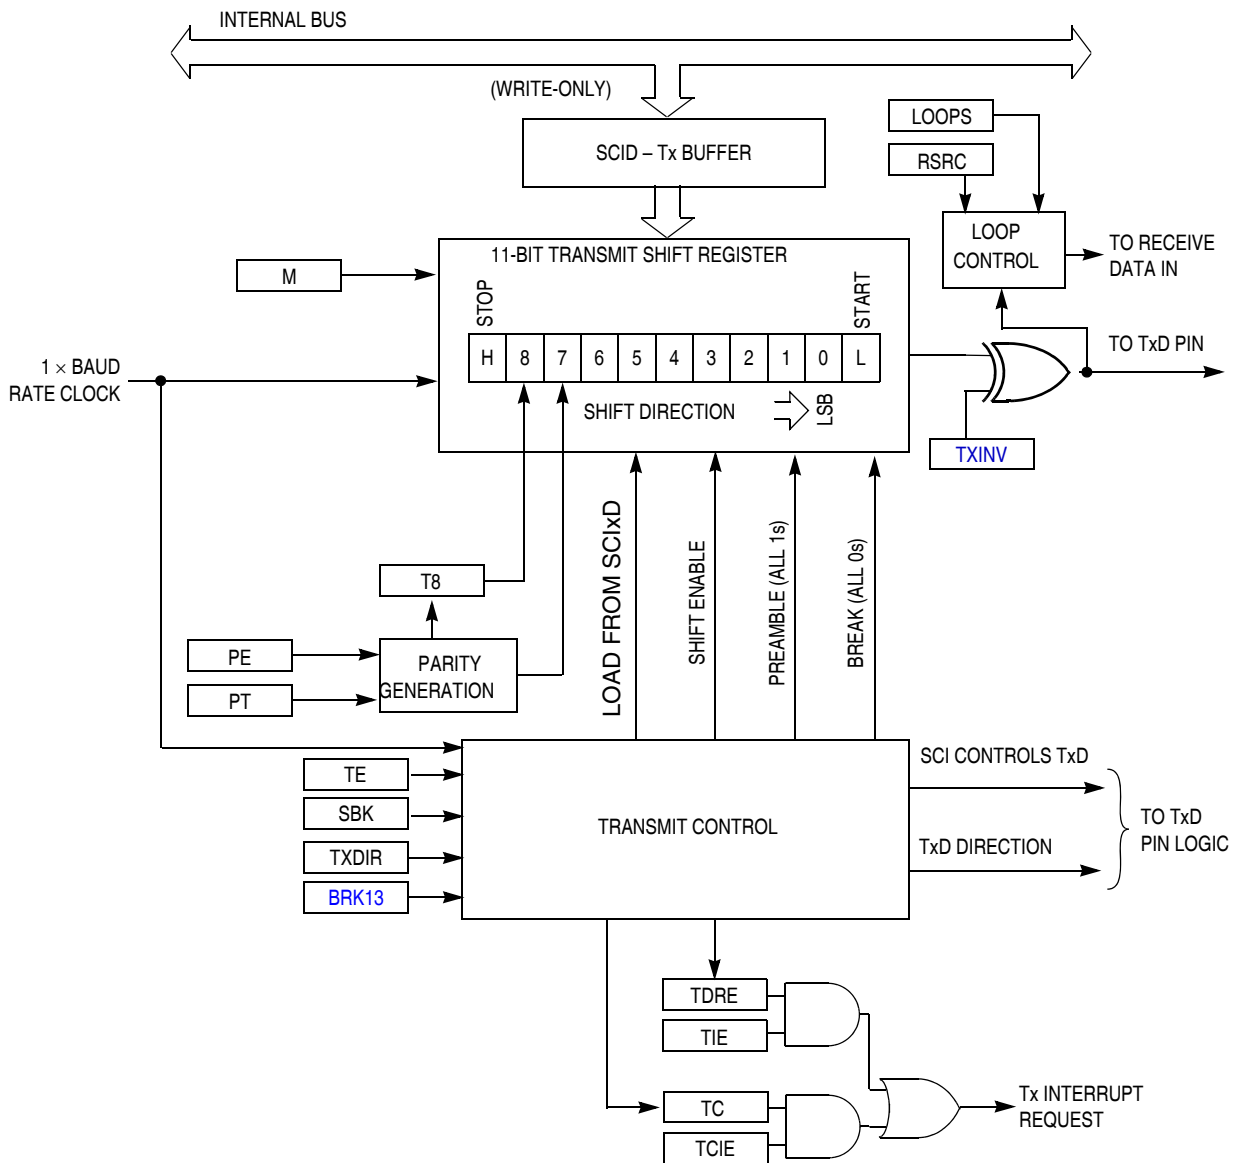 INTERNAL BUS
(WRITE-ONLY)
SCID – Tx BUFFER
LOOPS
RSRC
LOOP
CONTROL
TO RECEIVE
DATA IN
11-BIT TRANSMIT SHIFT REGISTER
M
STOP
START
H 8 7 6 5 4 3 2 1 0 L
1 × BAUD
RATE CLOCK
SHIFT DIRECTION
LSB
TO TxD PIN
TXINV
LOAD FROM SCIxD
SHIFT ENABLE
PREAMBLE (ALL 1s)
BREAK (ALL 0s)
T8
PE
PT
PARITY
GENERATION
TE
SBK
TXDIR
BRK13
TRANSMIT CONTROL
SCI CONTROLS TxD
TxD DIRECTION
TO TxD
PIN LOGIC
TDRE
TIE
TC
TCIE
Tx INTERRUPT
REQUEST